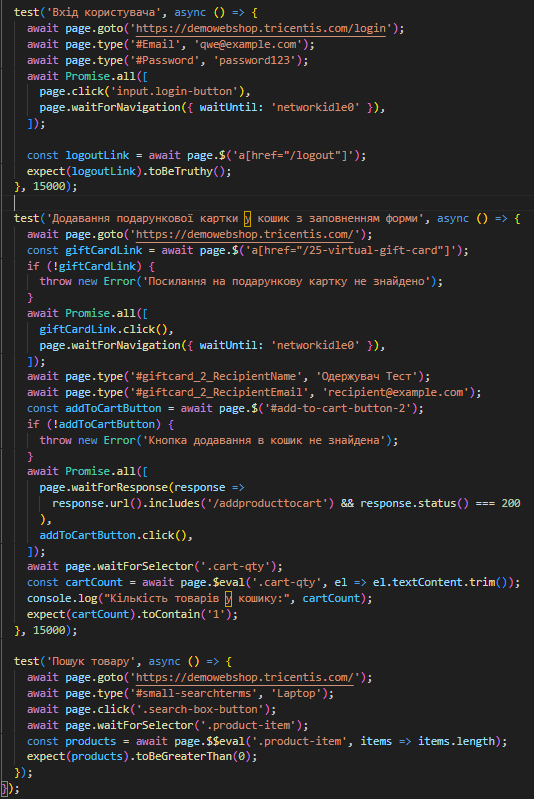 test('Вхід користувача', async () => {
await page.goto('https://demowebshop.tricentis.com/login');
await page.type('#Email', 'qwe@example.com');
await page.type('#Password', 'password123');
await Promise.all([
page.click('input.login-button'),
page.waitForNavigation({ waitUntil: 'networkidle0' }),
]);
const logoutLink = await page.$('a[href="/logout"]');
expect(logoutLink).toBeTruthy();
}, 15000);
test('Додавання подарункової картки у кошик з заповненням форми', async () => {
await page.goto('https://demowebshop.tricentis.com/');
const giftCardLink = await page.$('a[href="/25-virtual-gift-card"]');
if (!giftCardLink) {
throw new Error('Посилання на подарункову картку не знайдено');
}
await Promise.all([
giftCardLink.click(),
page.waitForNavigation({ waitUntil: 'networkidle0' }),
]);
await page.type('#giftcard_2_RecipientName', 'Одержувач Тест');
await page.type('#giftcard_2_RecipientEmail', 'recipient@example.com');
const addToCartButton = await page.$('#add-to-cart-button-2');
if (!addToCartButton) {
throw new Error('Кнопка додавання в кошик не знайдена');
}
await Promise.all([
page.waitForResponse(response =>
response.url().includes('/addproducttocart') && response.status() === 200
),
addToCartButton.click(),
]);
await page.waitForSelector('.cart-qty');
const cartCount = await page.$eval('.cart-qty', el => el.textContent.trim());
console.log("Кількість товарів у кошику:", cartCount);
expect(cartCount).toContain('1');
}, 15000);
test('Пошук товару', async () => {
await page.goto('https://demowebshop.tricentis.com/');
await page.type('#small-searchterms', 'Laptop');
await page.click('.search-box-button');
await page.waitForSelector('.product-item');
const products = await page.$$eval('.product-item', items => items.length);
expect(products).toBeGreaterThan(0);
});
});